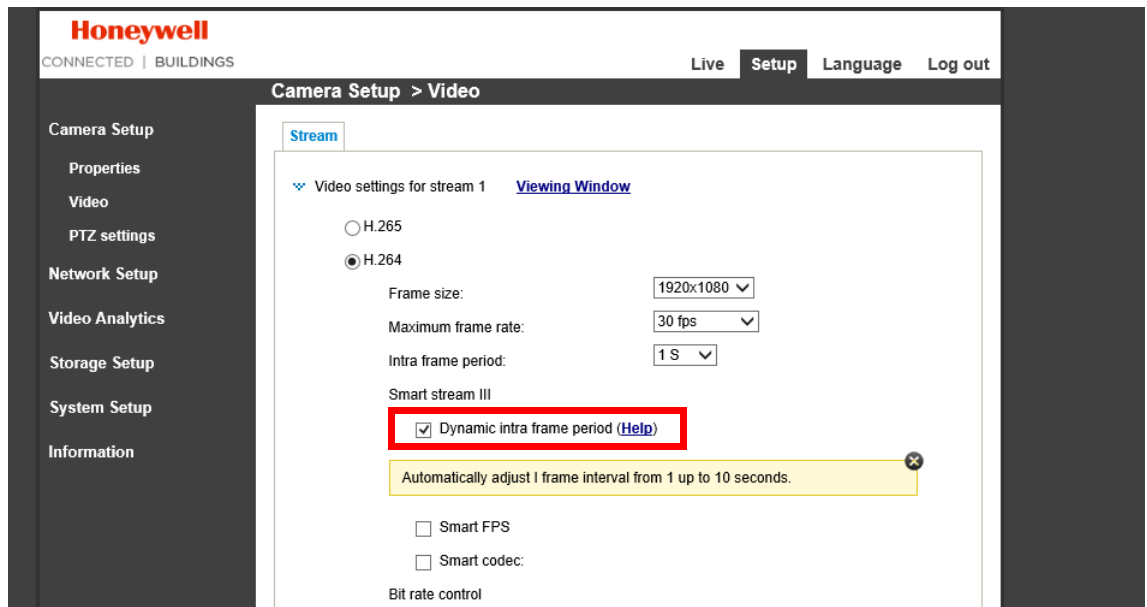 Honeywell
CONNECTED | BUILDINGS
Live Setup Language Log out
Camera Setup > Video
Camera Setup
Properties
Video
PTZ settings
Network Setup
Video Analytics
Storage Setup
System Setup
Information
Stream
Video settings for stream 1 Viewing Window
H.265
H.264
Frame size: 1920x1080
Maximum frame rate: 30 fps
Intra frame period: 1 S
Smart stream III
Dynamic intra frame period (Help)
Automatically adjust I frame interval from 1 up to 10 seconds.
Smart FPS
Smart codec:
Bit rate control